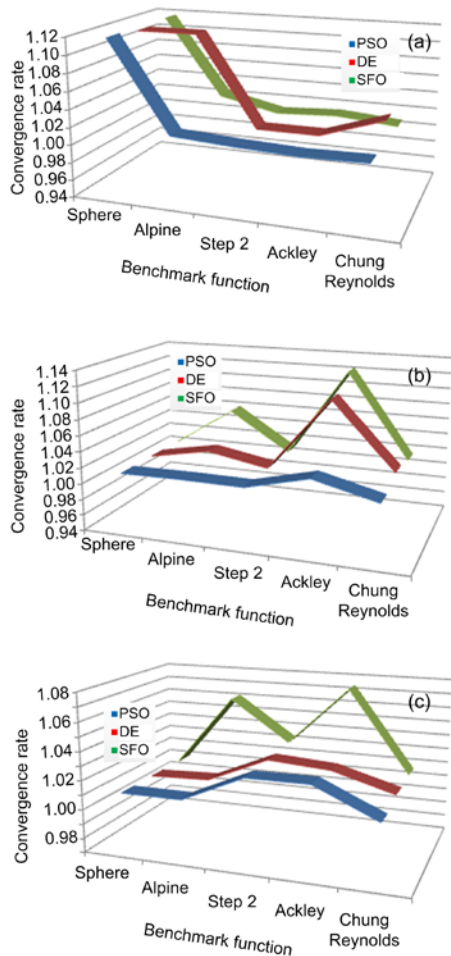 (a)
PSO
DE
SFO
Convergence rate
1.12
1.10
1.08
1.06
1.04
1.02
1.00
0.98
0.96
0.94
Sphere
Alpine
Step 2
Ackley
Chung
Reynolds
Benchmark function
(b)
PSO
DE
SFO
Convergence rate
1.14
1.12
1.10
1.08
1.06
1.04
1.02
1.00
0.98
0.96
0.94
Sphere
Alpine
Step 2
Ackley
Chung
Reynolds
Benchmark function
(c)
PSO
DE
SFO
Convergence rate
1.08
1.06
1.04
1.02
1.00
0.98
Sphere
Alpine
Step 2
Ackley
Chung
Reynolds
Benchmark function